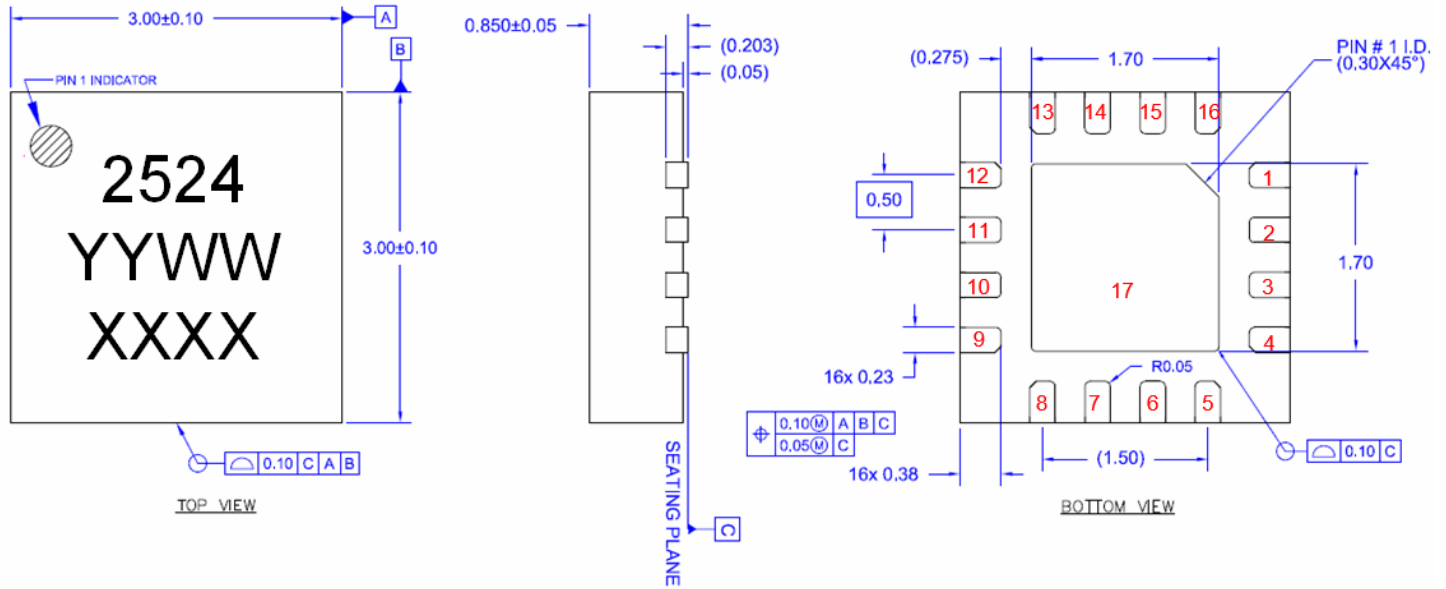 3.00±0.10
A
B
PIN 1 INDICATOR
2524
YYWW
XXXX
3.00±0.10
0.10 C A B
TOP VIEW
0.850±0.05
(0.203)
(0.05)
SEATING PLANE
C
(0.275)
1.70
PIN # 1 I.D.
(0.30X45°)
13 14 15 16
12
11
10
9
0.50
1
2
3
4
17
1.70
16x 0.23
R0.05
8 7 6 5
0.10Ⓜ A B C
0.05Ⓜ C
16x 0.38
(1.50)
0.10 C
BOTTOM VIEW